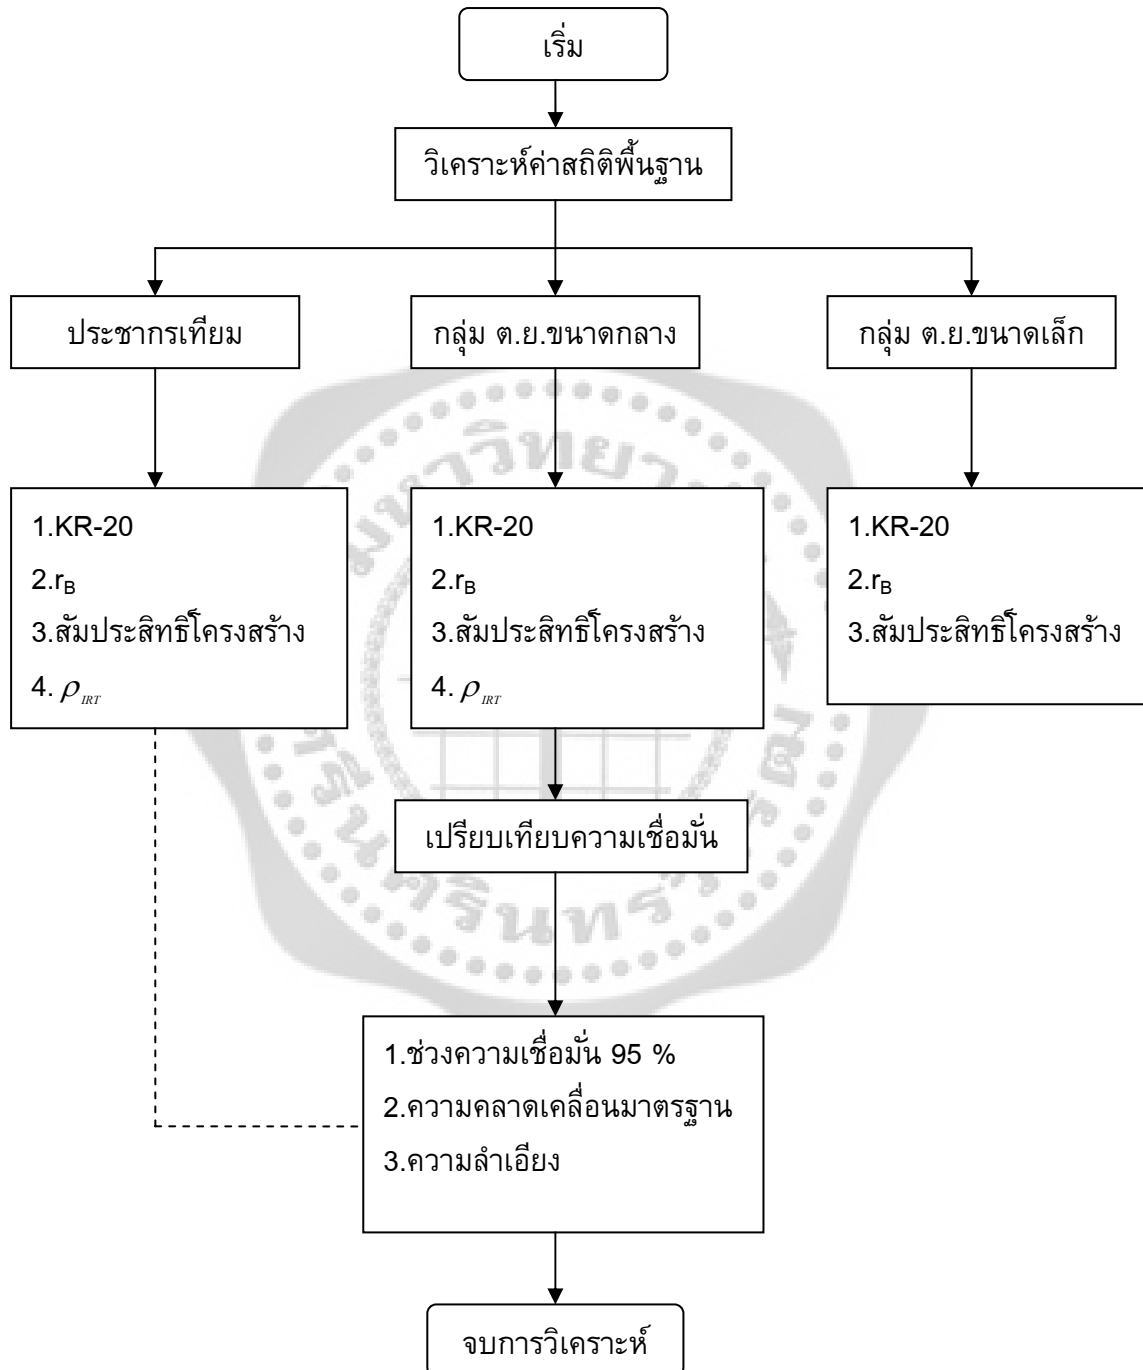 เริ่ม
วิเคราะห์ค่าสถิติพื้นฐาน
ประชากรเทียม
กลุ่ม ต.ย.ขนาดกลาง
กลุ่ม ต.ย.ขนาดเล็ก
1.KR-20
2.rB
3.สัมประสิทธิ์โครงสร้าง
4. ρIRT
1.KR-20
2.rB
3.สัมประสิทธิ์โครงสร้าง
4. ρIRT
1.KR-20
2.rB
3.สัมประสิทธิ์โครงสร้าง
เปรียบเทียบความเชื่อมั่น
1.ช่วงความเชื่อมั่น 95 %
2.ความคลาดเคลื่อนมาตรฐาน
3.ความลำเอียง
จบการวิเคราะห์